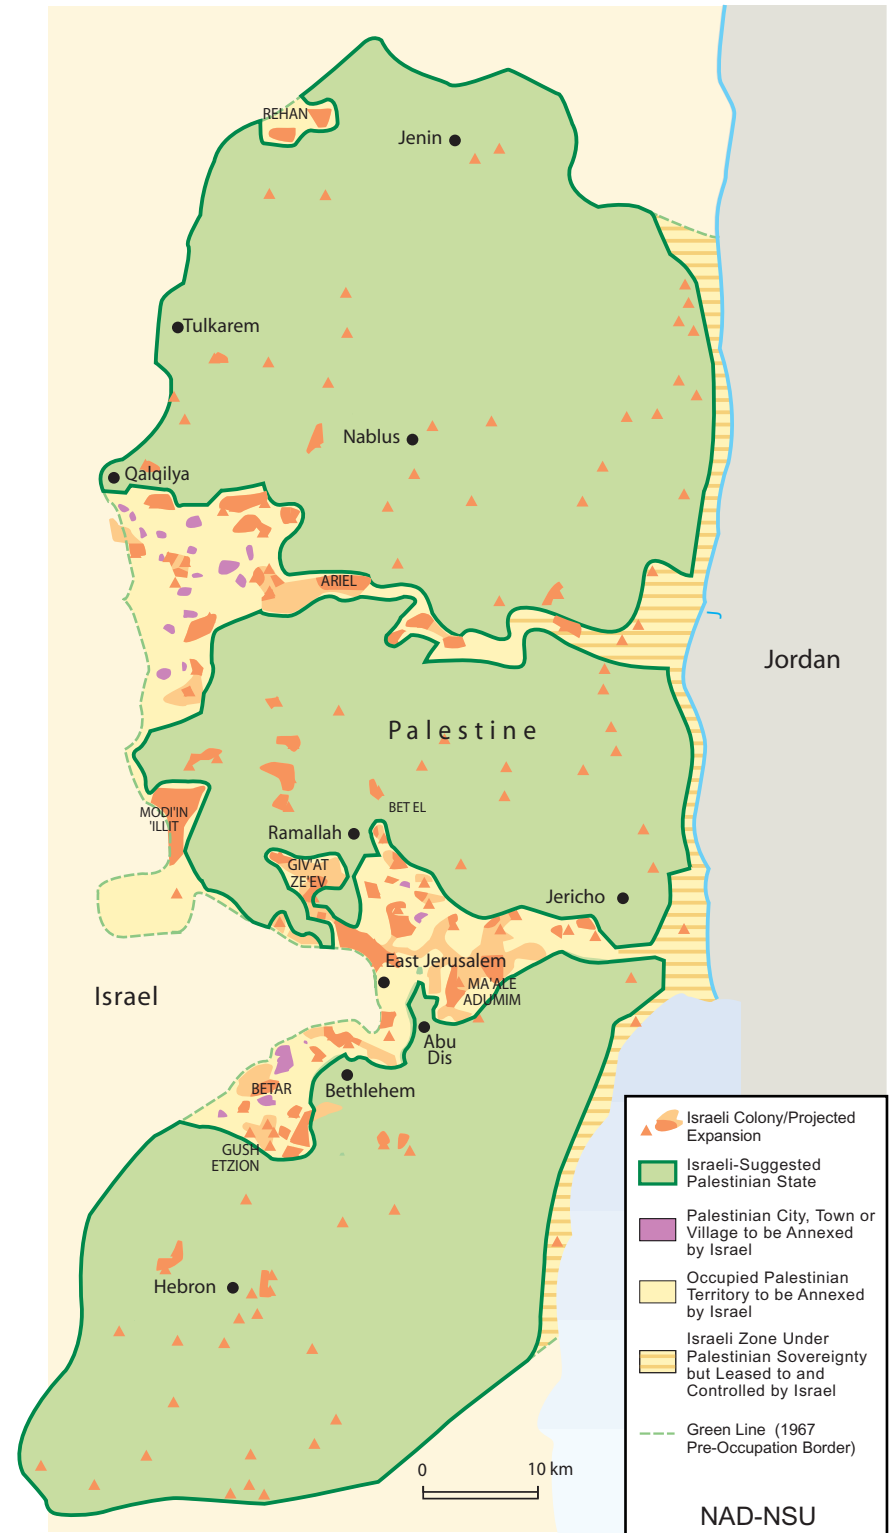 REHAN
Jenin
Tulkarem
Nablus
Qalqilya
ARIEL
Jordan
Palestine
MODI'IN
'ILLIT
BET EL
Ramallah
GIV'AT
ZE'EV
Jericho
East Jerusalem
Israel
MA'ALE
ADUMIM
Abu
Dis
BETAR
Bethlehem
GUSH
ETZION
Hebron
0 10 km
Israeli Colony/Projected
Expansion
Israeli-Suggested
Palestinian State
Palestinian City, Town or
Village to be Annexed
by Israel
Occupied Palestinian
Territory to be Annexed
by Israel
Israeli Zone Under
Palestinian Sovereignty
but Leased to and
Controlled by Israel
Green Line (1967
Pre-Occupation Border)
NAD-NSU